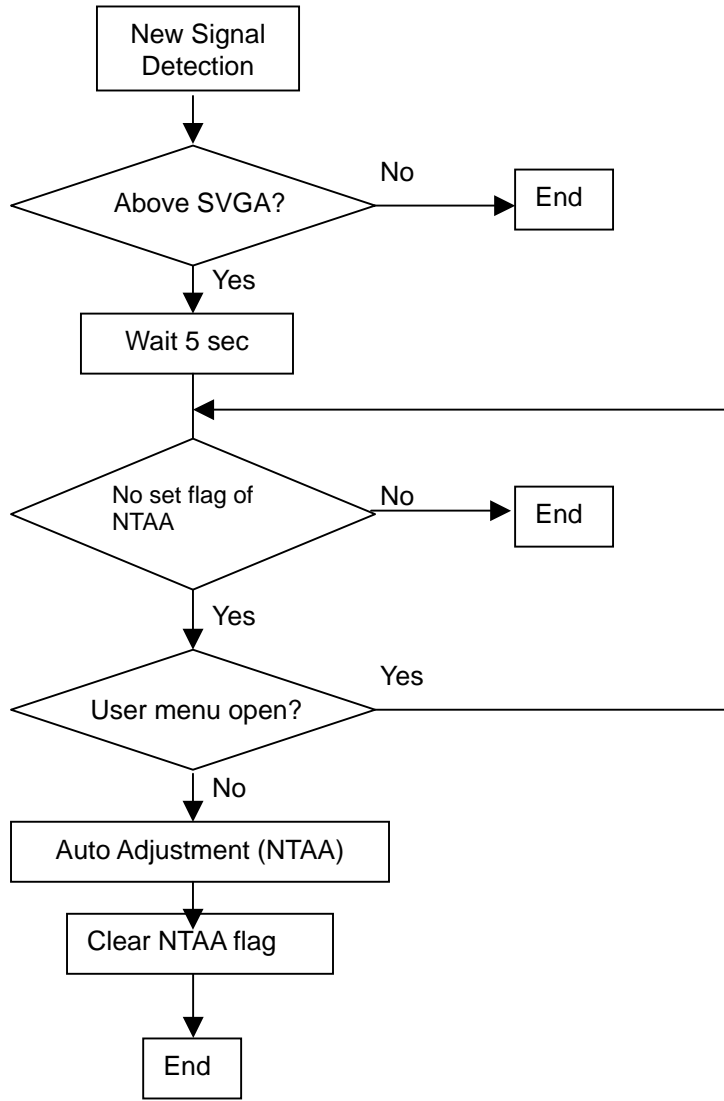 New Signal
Detection
Above SVGA?
No
End
Yes
Wait 5 sec
No set flag of
NTAA
No
End
Yes
User menu open?
Yes
No
Auto Adjustment (NTAA)
Clear NTAA flag
End